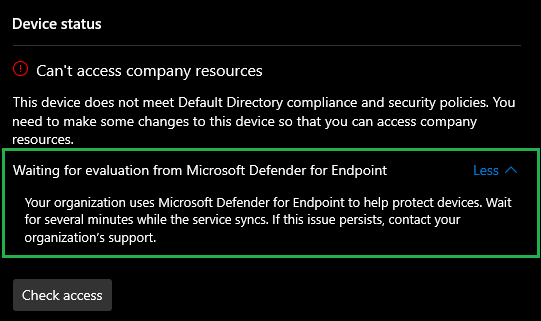 Device status
Can't access company resources
This device does not meet Default Directory compliance and security policies. You
need to make some changes to this device so that you can access company
resources.
Waiting for evaluation from Microsoft Defender for Endpoint Less
Your organization uses Microsoft Defender for Endpoint to help protect devices. Wait
for several minutes while the service syncs. If this issue persists, contact your
organization's support.
Check access